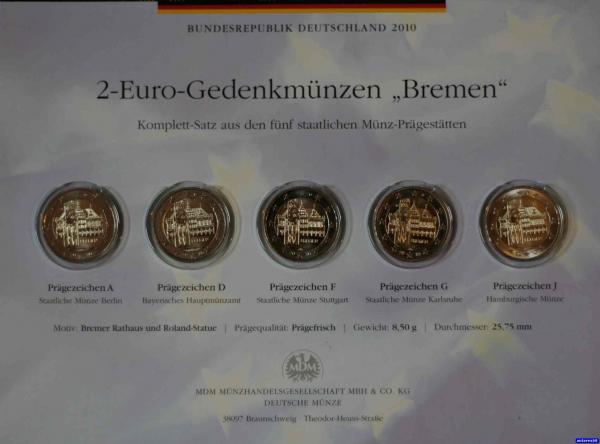 BUNDESREPUBLIK DEUTSCHLAND 2010
2-Euro-Gedenkmünzen „Bremen“
Komplett-Satz aus den fünf staatlichen Münz-Prägestätten
Prägezeichen A
Staatliche Münze Berlin
Prägezeichen D
Bayerisches Hauptmünzamt
Prägezeichen F
Staatliche Münze Stuttgart
Prägezeichen G
Staatliche Münze Karlsruhe
Prägezeichen J
Hamburgische Münze
Motiv: Bremer Rathaus und Roland-Statue | Prägequalität: Prägefrisch | Gewicht: 8,50 g | Durchmesser: 25,75 mm
MDM
MDM MÜNZHANDELSGESELLSCHAFT MBH & CO. KG
DEUTSCHE MÜNZE
38097 Braunschweig Theodor-Heuss-Straße